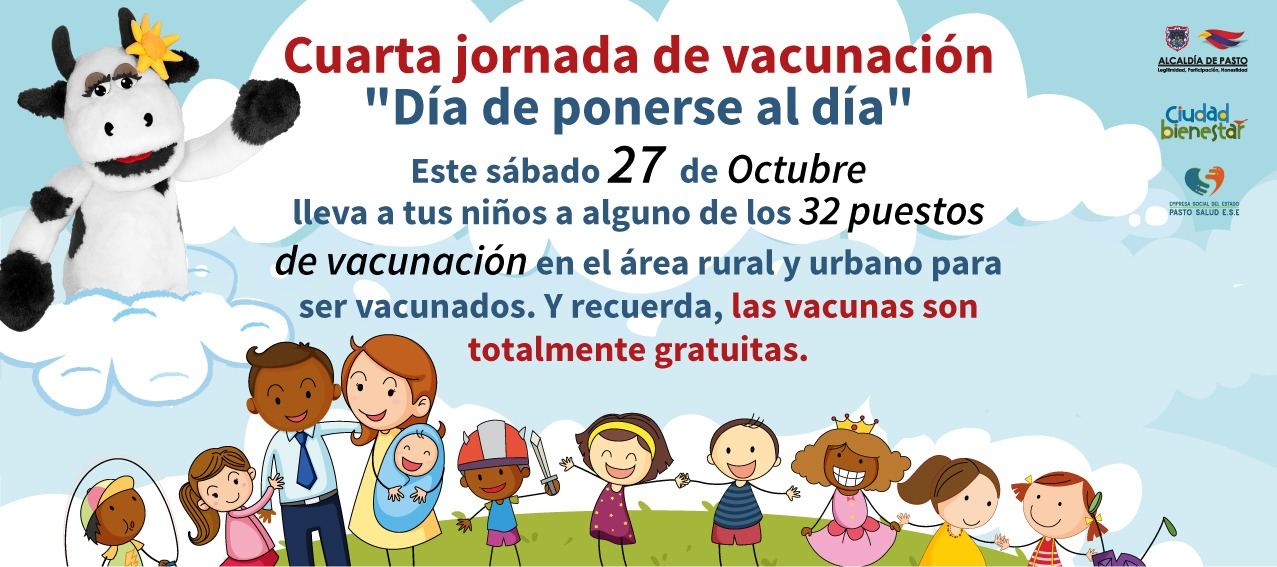 Cuarta jornada de vacunación
"Día de ponerse al día"
Este sábado 27 de Octubre
lleva a tus niños a alguno de los 32 puestos
de vacunación en el área rural y urbano para
ser vacunados. Y recuerda, las vacunas son
totalmente gratuitas.
ALCALDÍA DE PASTO
Legitimidad, Participación, Honestidad
Ciudad
bienestar
EMPRESA SOCIAL DEL ESTADO
PASTO SALUD E.S.E